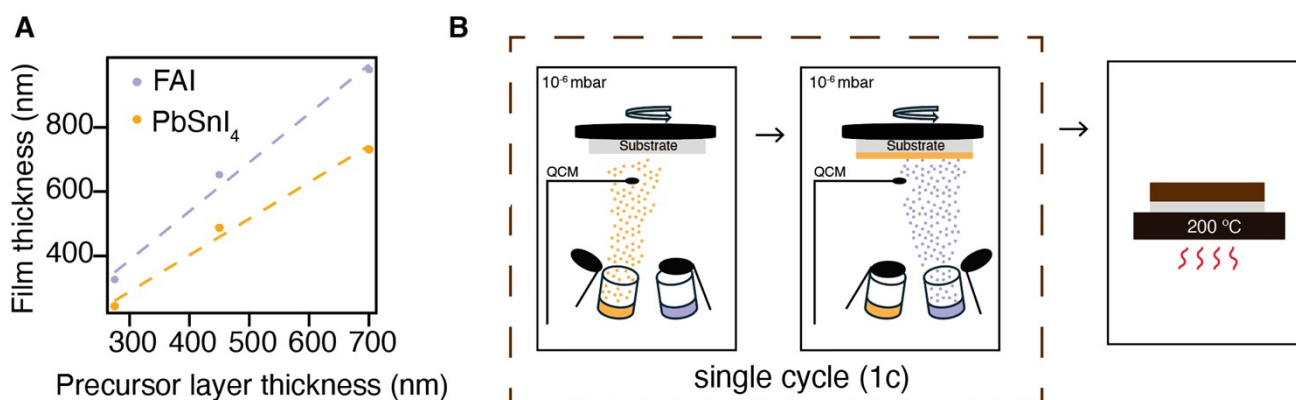 A
Film thickness (nm)
800
600
400
FAI
PbSnI₄
300 400 500 600 700
Precursor layer thickness (nm)
B
10⁻⁶ mbar
Substrate
QCM
10⁻⁶ mbar
Substrate
QCM
single cycle (1c)
200 °C